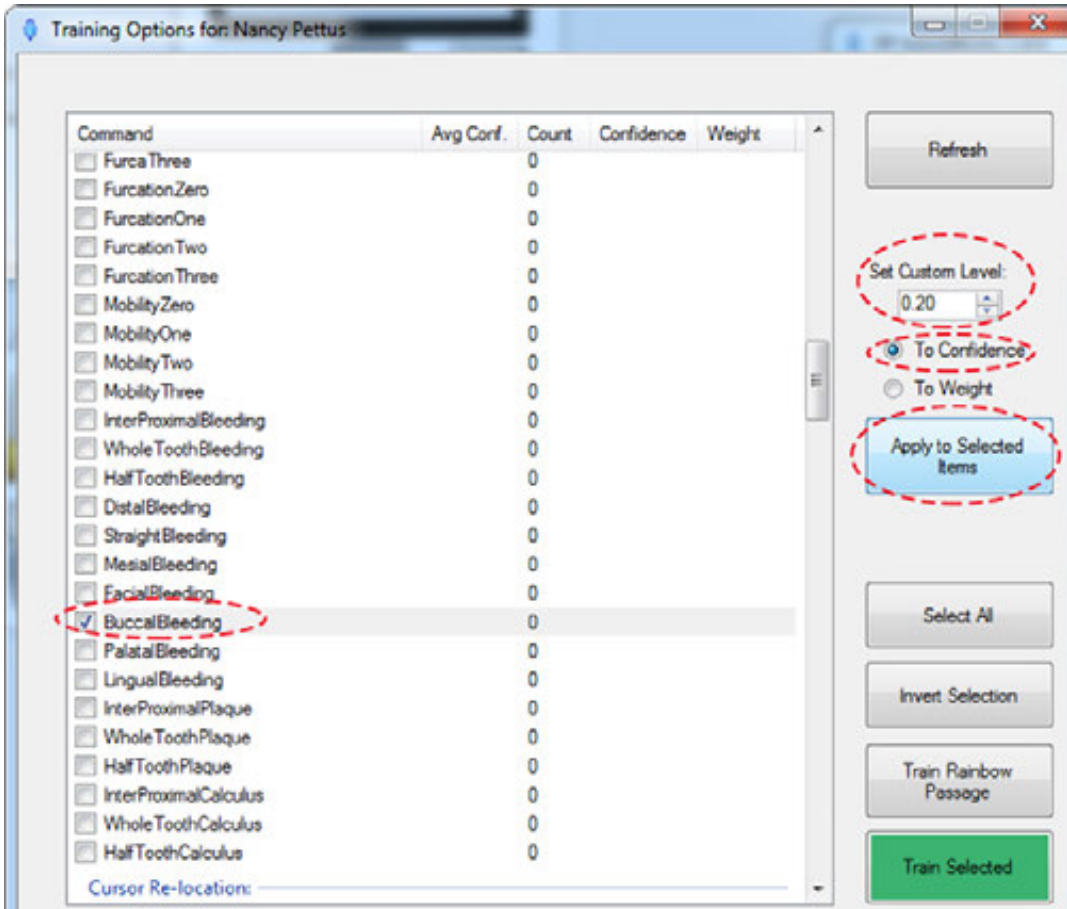 Training Options for: Nancy Pettus
Command Avg Conf. Count Confidence Weight
FurcaThree 0
FurcationZero 0
FurcationOne 0
FurcationTwo 0
FurcationThree 0
MobilityZero 0
MobilityOne 0
MobilityTwo 0
MobilityThree 0
InterProximalBleeding 0
WholeToothBleeding 0
HalfToothBleeding 0
DistalBleeding 0
StraightBleeding 0
MesialBleeding 0
FacialBleeding 0
BuccalBleeding 0
PalatalBleeding 0
LingualBleeding 0
InterProximalPlaque 0
WholeToothPlaque 0
HalfToothPlaque 0
InterProximalCalculus 0
WholeToothCalculus 0
HalfToothCalculus 0
Cursor Re-location:
Refresh
Set Custom Level:
0.20
To Confidence
To Weight
Apply to Selected
Items
Select All
Invert Selection
Train Rainbow
Passage
Train Selected